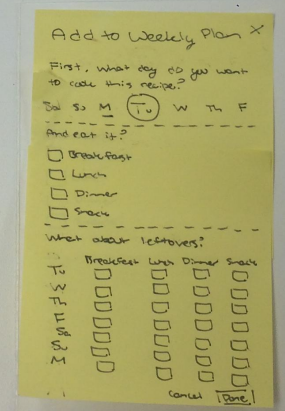 Add to Weekly Plan X
First, what day do you want
to cook this recipe?
Sa Su M Tu W Th F
And eat it?
Breakfast
Lunch
Dinner
Snack
What about leftovers?
Breakfast Lunch Dinner Snack
Tu
W
Th
F
Sa
Su
M
Cancel Done